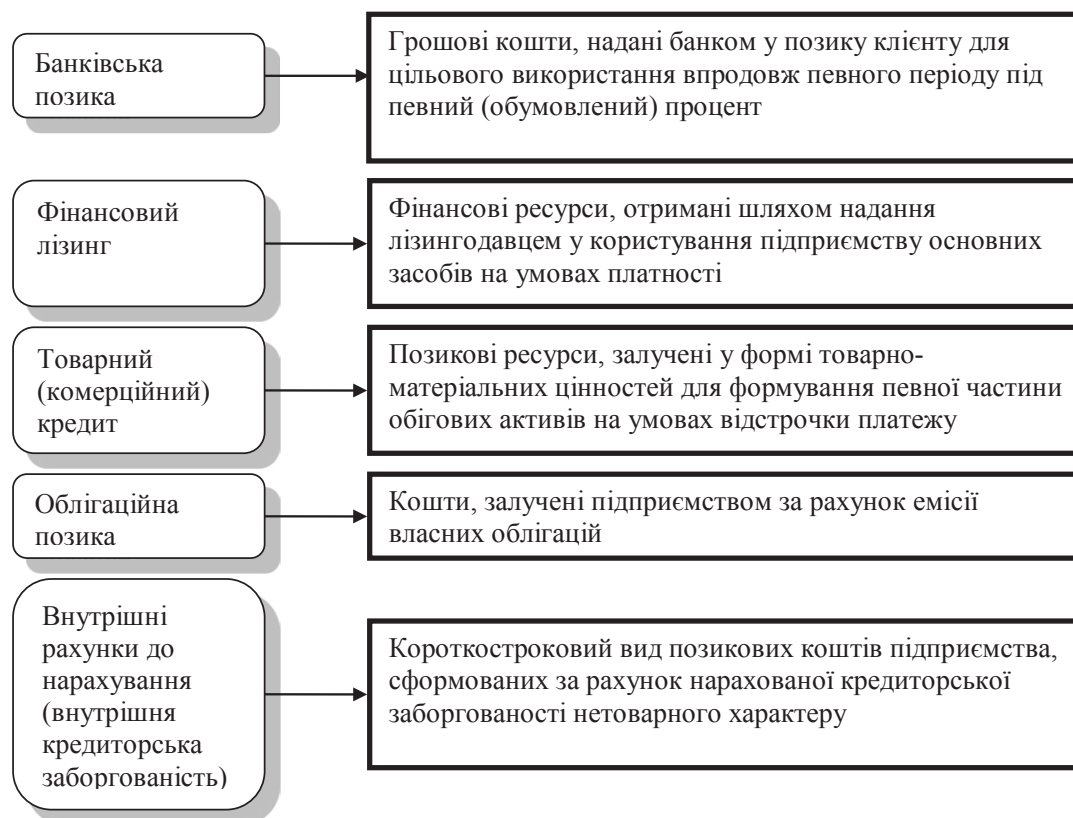 Банківська
позика
Грошові кошти, надані банком у позику клієнту для
цільового використання впродовж певного періоду під
певний (обумовлений) процент
Фінансовий
лізинг
Фінансові ресурси, отримані шляхом надання
лізингодавцем у користування підприємству основних
засобів на умовах платності
Товарний
(комерційний)
кредит
Позикові ресурси, залучені у формі товарно-
матеріальних цінностей для формування певної частини
обігових активів на умовах відстрочки платежу
Облігаційна
позика
Кошти, залучені підприємством за рахунок емісії
власних облігацій
Внутрішні
рахунки до
нарахування
(внутрішня
кредиторська
заборгованість)
Короткостроковий вид позикових коштів підприємства,
сформованих за рахунок нарахованої кредиторської
заборгованості нетоварного характеру